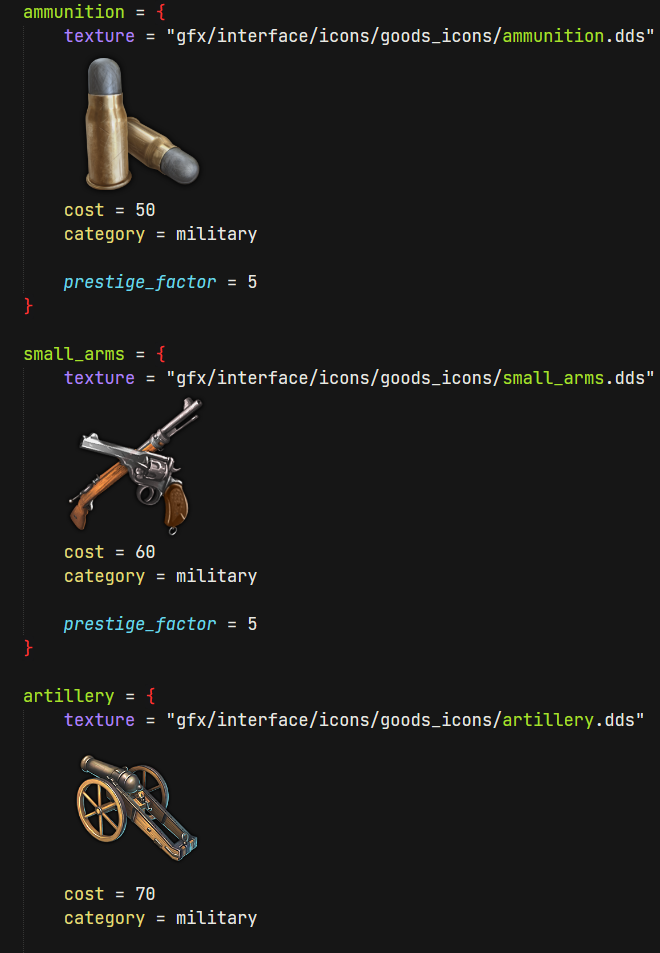 ammunition = {
texture = "gfx/interface/icons/goods_icons/ammunition.dds"
cost = 50
category = military
prestige_factor = 5
}
small_arms = {
texture = "gfx/interface/icons/goods_icons/small_arms.dds"
cost = 60
category = military
prestige_factor = 5
}
artillery = {
texture = "gfx/interface/icons/goods_icons/artillery.dds"
cost = 70
category = military